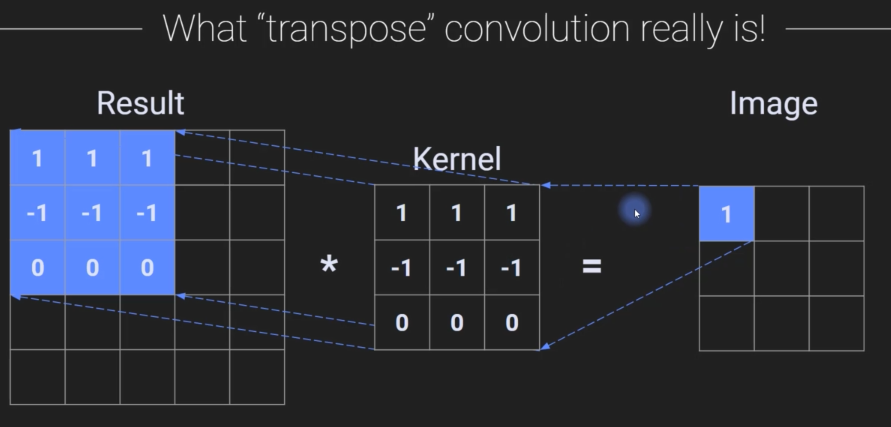 What “transpose” convolution really is!
Result
Kernel
Image
1 1 1
-1 -1 -1
0 0 0
*
1 1 1
-1 -1 -1
0 0 0
=
1